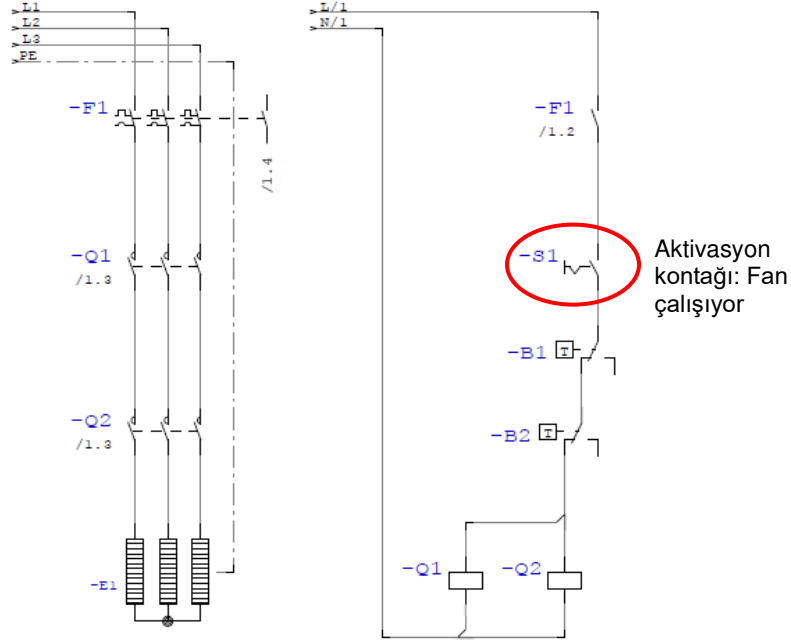 L1
L2
L3
PE
-F1
/1.4
-Q1
/1.3
-Q2
/1.3
-E1
L/1
N/1
-F1
/1.2
-S1
Aktivasyon
kontağı: Fan
çalışıyor
-B1
T
-B2
T
-Q1
-Q2